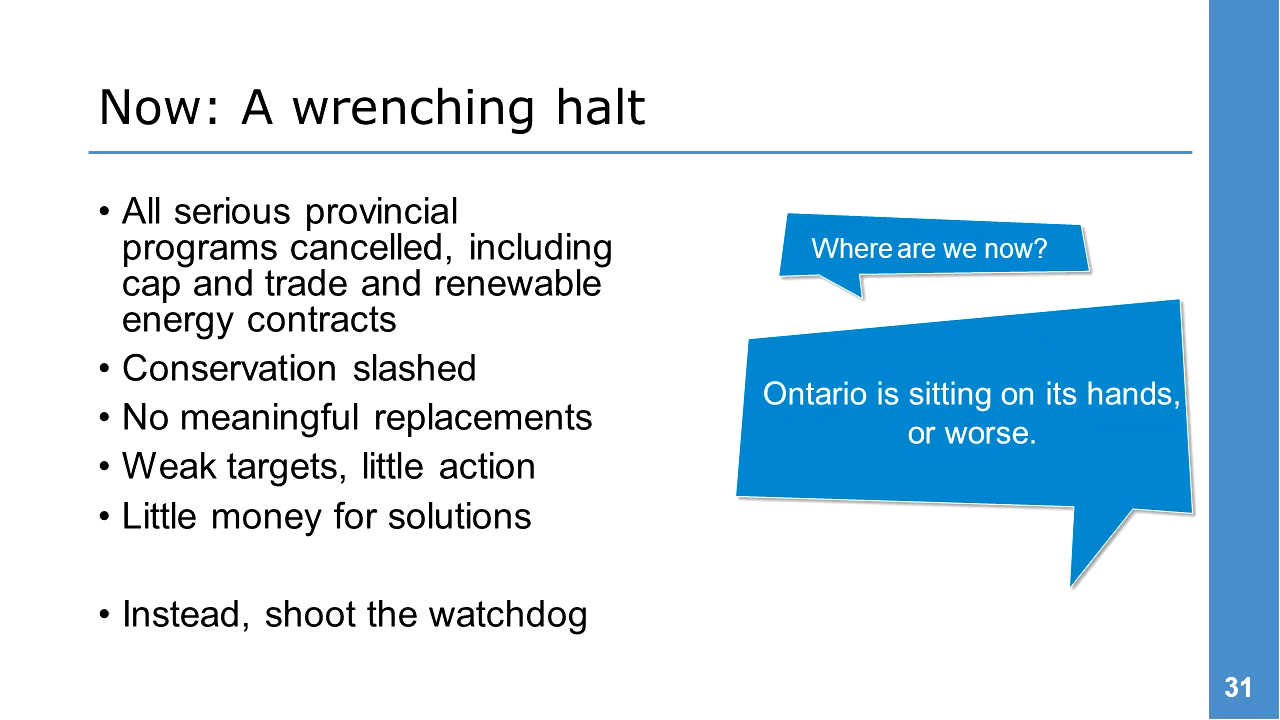 Now: A wrenching halt
• All serious provincial
programs cancelled, including
cap and trade and renewable
energy contracts
• Conservation slashed
• No meaningful replacements
• Weak targets, little action
• Little money for solutions
• Instead, shoot the watchdog
Where are we now?
Ontario is sitting on its hands,
or worse.
31